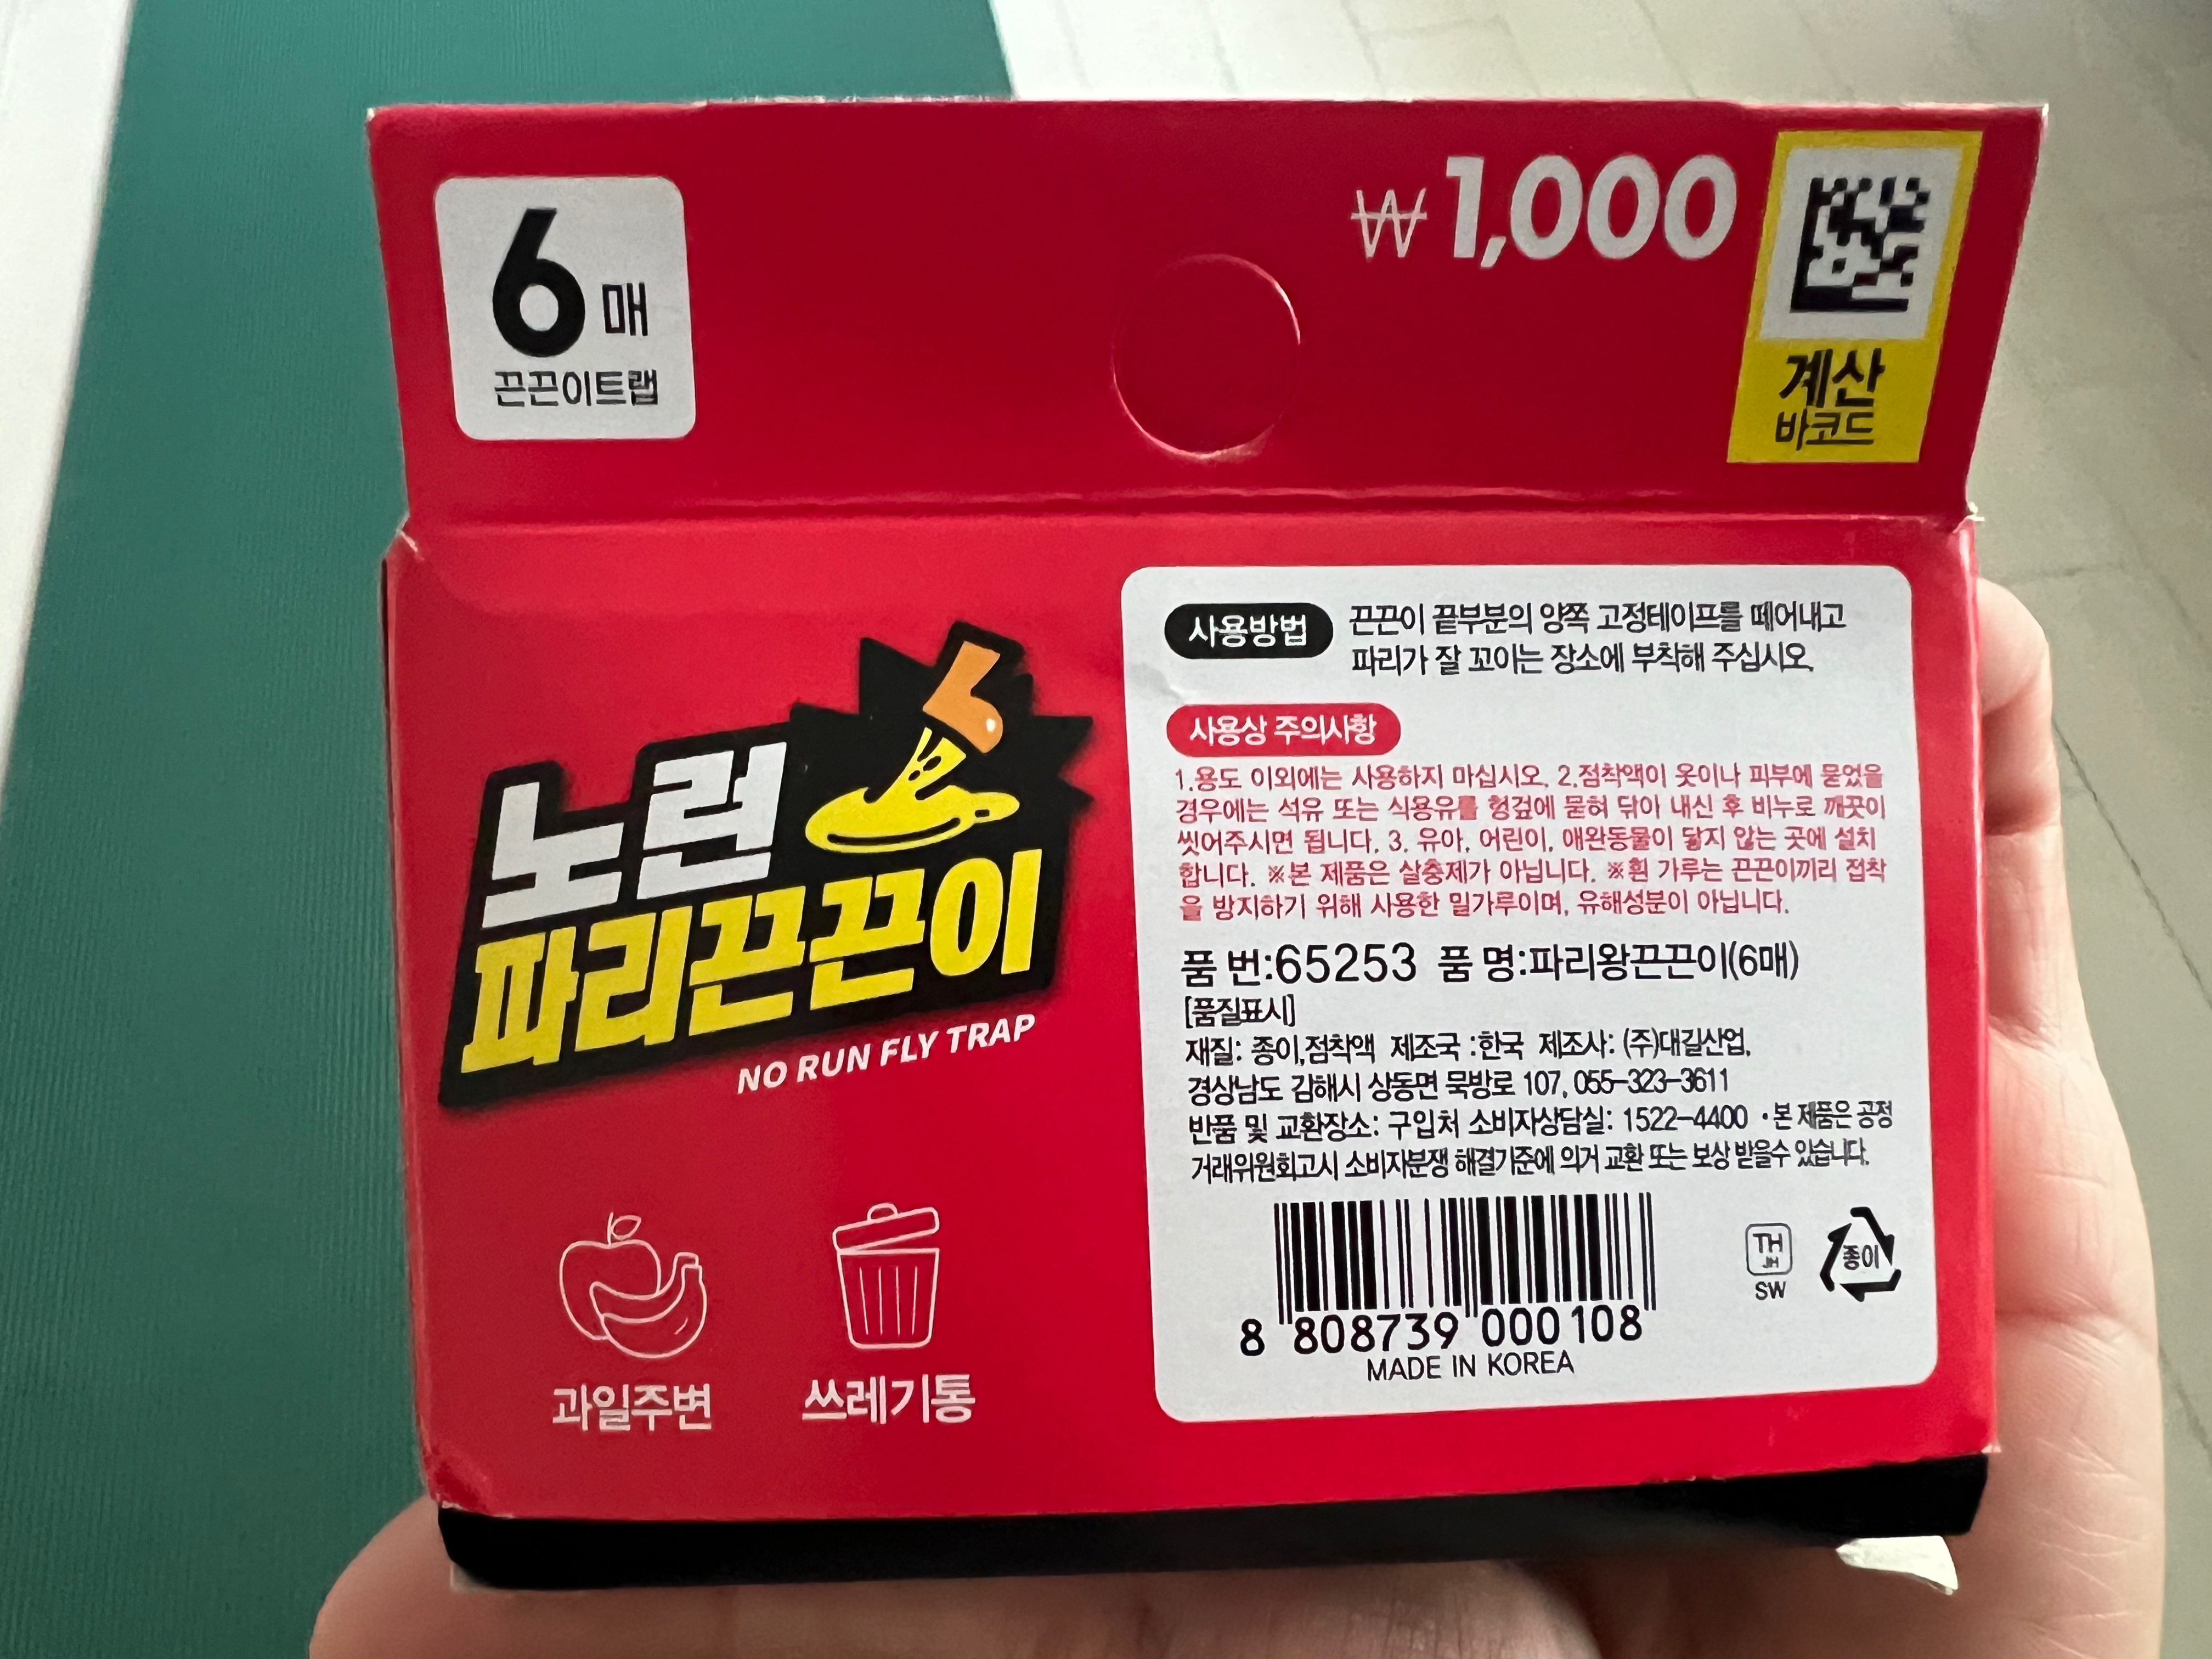 6매
끈끈이트랩
₩1,000
계산
바코드
노런
파리끈끈이
NO RUN FLY TRAP
과일주변
쓰레기통
사용방법 끈끈이 끝부분의 양쪽 고정테이프를 떼어내고
파리가 잘 꼬이는 장소에 부착해 주십시오.
사용상 주의사항
1.용도 이외에는 사용하지 마십시오. 2.점착액이 옷이나 피부에 묻었을
경우에는 석유 또는 식용유를 헝겊에 묻혀 닦아 내신 후 비누로 깨끗이
씻어주시면 됩니다. 3. 유아, 어린이, 애완동물이 닿지 않는 곳에 설치
합니다. ※본 제품은 살충제가 아닙니다. ※흰 가루는 끈끈이끼리 접착
을 방지하기 위해 사용한 밀가루이며, 유해성분이 아닙니다.
품 번:65253 품 명:파리왕끈끈이(6매)
[품질표시]
재질: 종이,점착액 제조국 :한국 제조사: (주)대길산업,
경상남도 김해시 상동면 묵방로 107, 055-323-3611
반품 및 교환장소: 구입처 소비자상담실: 1522-4400 ·본 제품은 공정
거래위원회고시 소비자분쟁 해결기준에 의거 교환 또는 보상 받을수 있습니다.
8 808739 000108
MADE IN KOREA
TH
JH
SW
종이